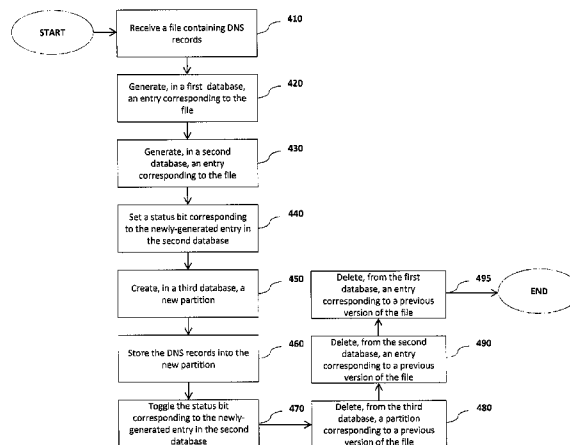 START
Receive a file containing DNS
records
410
Generate, in a first database,
an entry corresponding to the
file
420
Generate, in a second
database, an entry
corresponding to the file
430
Set a status bit corresponding
to the newly-generated entry in
the second database
440
Create, in a third database, a
new partition
450
Store the DNS records into the
new partition
460
Toggle the status bit
corresponding to the newly-
generated entry in the second
database
470
Delete, from the third
database, a partition
corresponding to a previous
version of the file
480
Delete, from the second
database, an entry
corresponding to a previous
version of the file
490
Delete, from the first
database, an entry
corresponding to a previous
version of the file
495
END